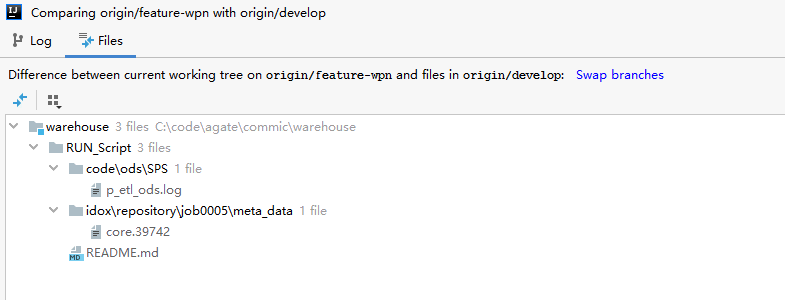 IJ Comparing origin/feature-wpn with origin/develop
Log Files
Difference between current working tree on origin/feature-wpn and files in origin/develop: Swap branches
warehouse 3 files C:\code\agate\commic\warehouse
RUN_Script 3 files
code\ods\SPS 1 file
p_etl_ods.log
idox\repository\job0005\meta_data 1 file
core.39742
MD README.md